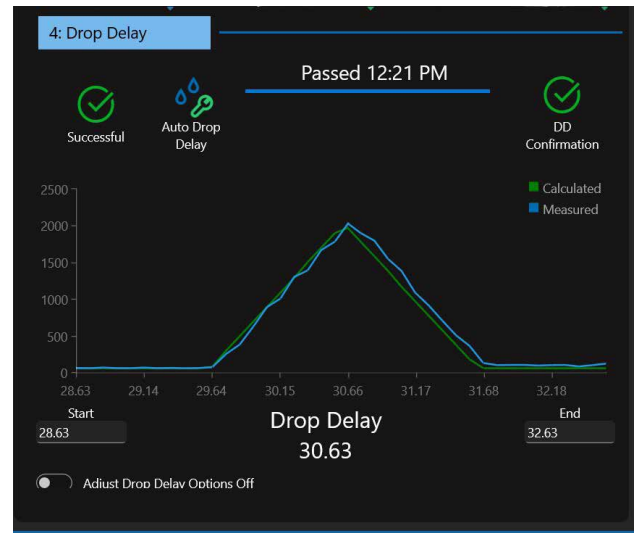 4: Drop Delay
Passed 12:21 PM
Successful
Auto Drop
Delay
DD
Confirmation
Calculated
Measured
2500
2000
1500
1000
500
0
28.63 29.14 29.64 30.15 30.66 31.17 31.68 32.18
Start
28.63
Drop Delay
30.63
End
32.63
Adjust Drop Delay Options Off